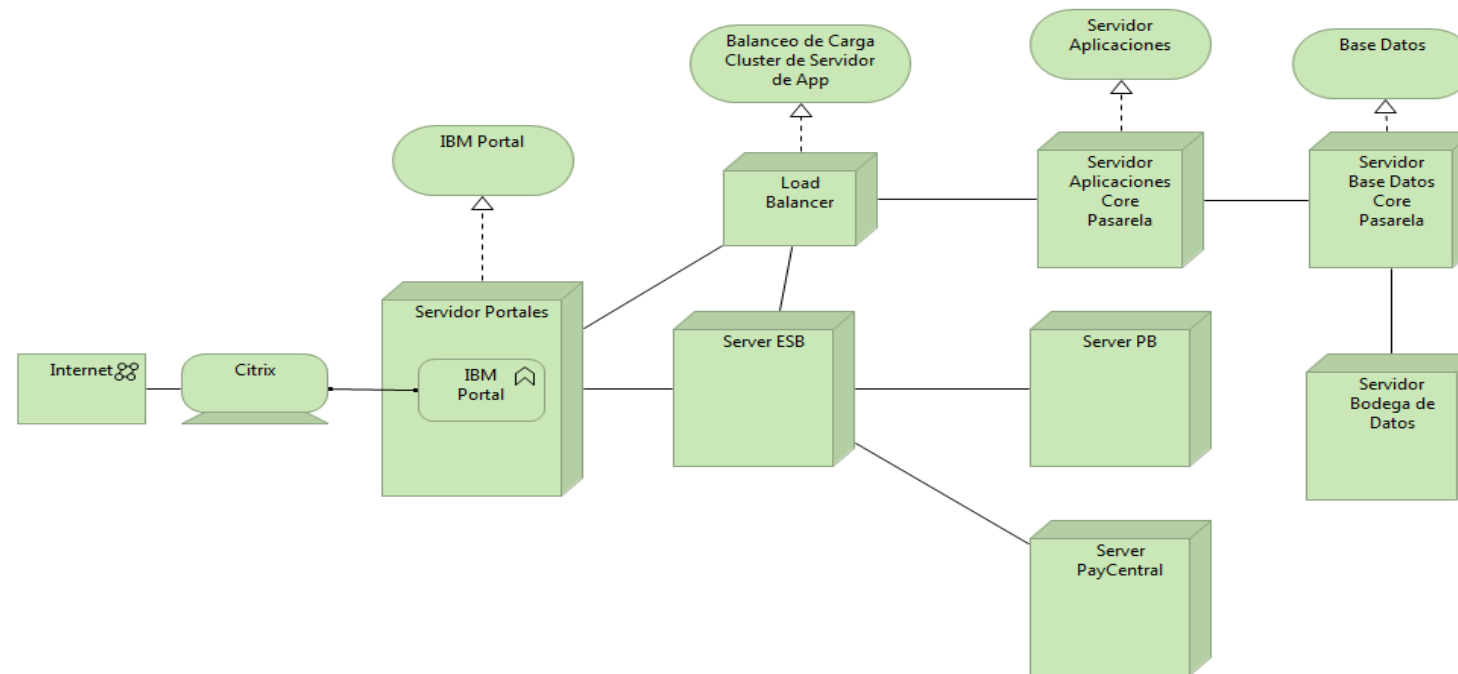 Balanceo de Carga
Cluster de Servidor
de App
Servidor
Aplicaciones
Base Datos
IBM Portal
Load
Balancer
Servidor
Aplicaciones
Core
Pasarela
Servidor
Base Datos
Core
Pasarela
Servidor Portales
Internet
Citrix
IBM
Portal
Server ESB
Server PB
Servidor
Bodega de
Datos
Server
PayCentral